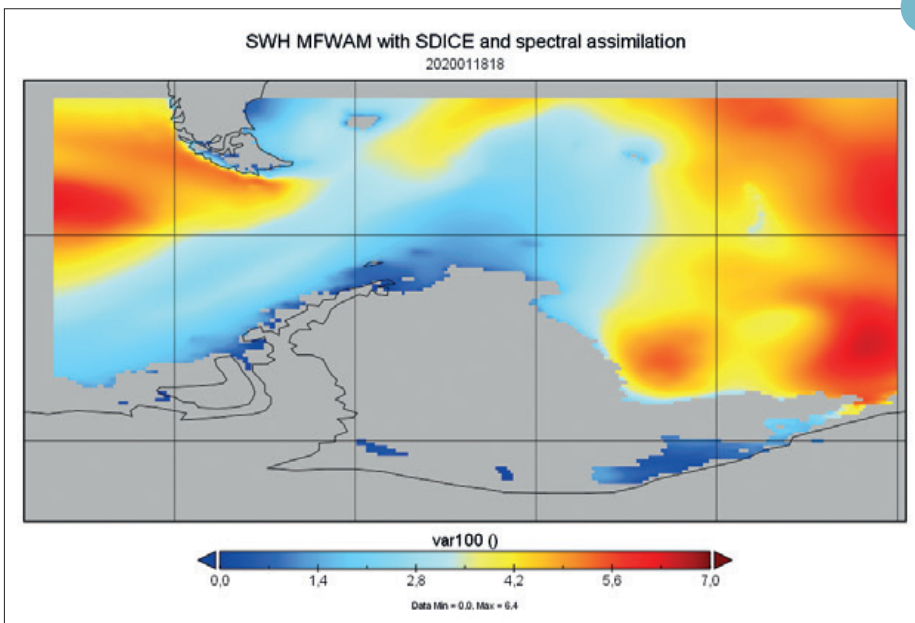 SWH MFWAM with SDICE and spectral assimilation
2020011818
var100 ()
0,0 1,4 2,8 4,2 5,6 7,0
Data Min = 0.0. Max = 6.4